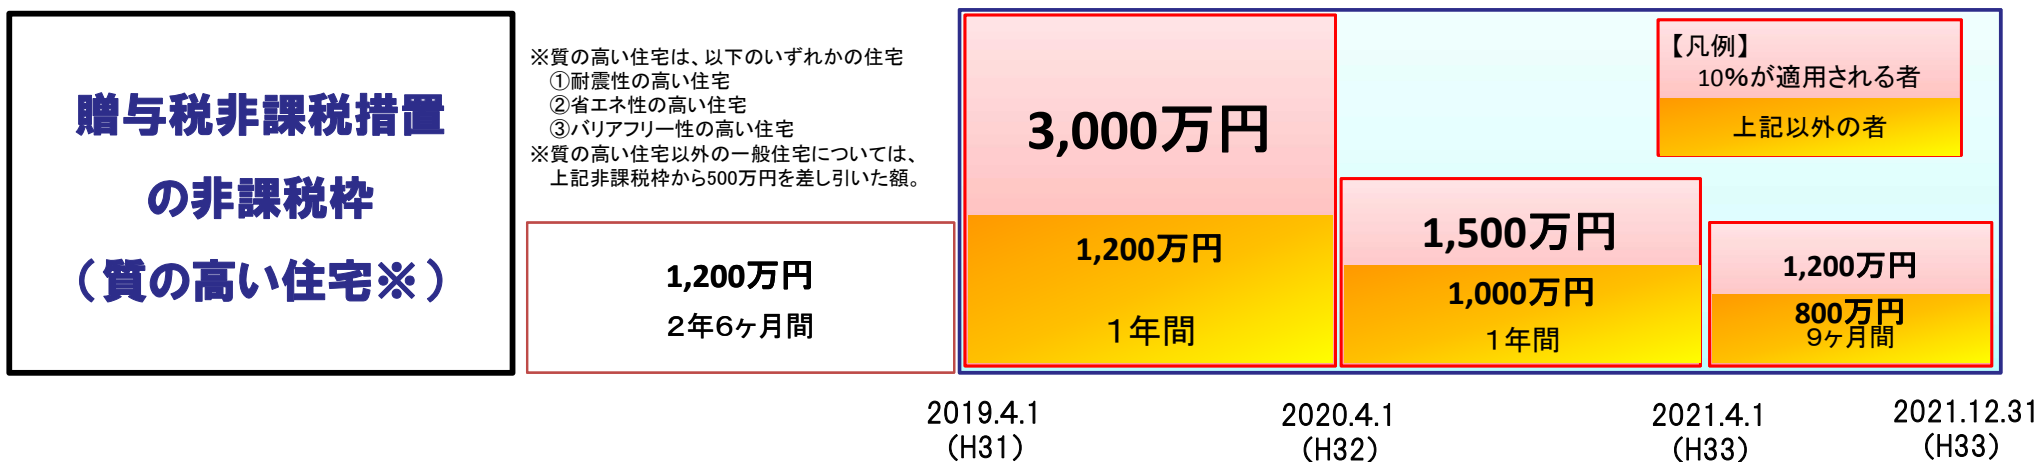 贈与税非課税措置
の非課税枠
（質の高い住宅※）
※質の高い住宅は、以下のいずれかの住宅
①耐震性の高い住宅
②省エネ性の高い住宅
③バリアフリー性の高い住宅
※質の高い住宅以外の一般住宅については、
上記非課税枠から500万円を差し引いた額。
1,200万円
２年６ヶ月間
3,000万円
1,200万円
１年間
1,500万円
1,000万円
１年間
【凡例】
10%が適用される者
上記以外の者
1,200万円
800万円
９ヶ月間
2019.4.1
（H31）
2020.4.1
（H32）
2021.4.1
（H33）
2021.12.31
（H33）